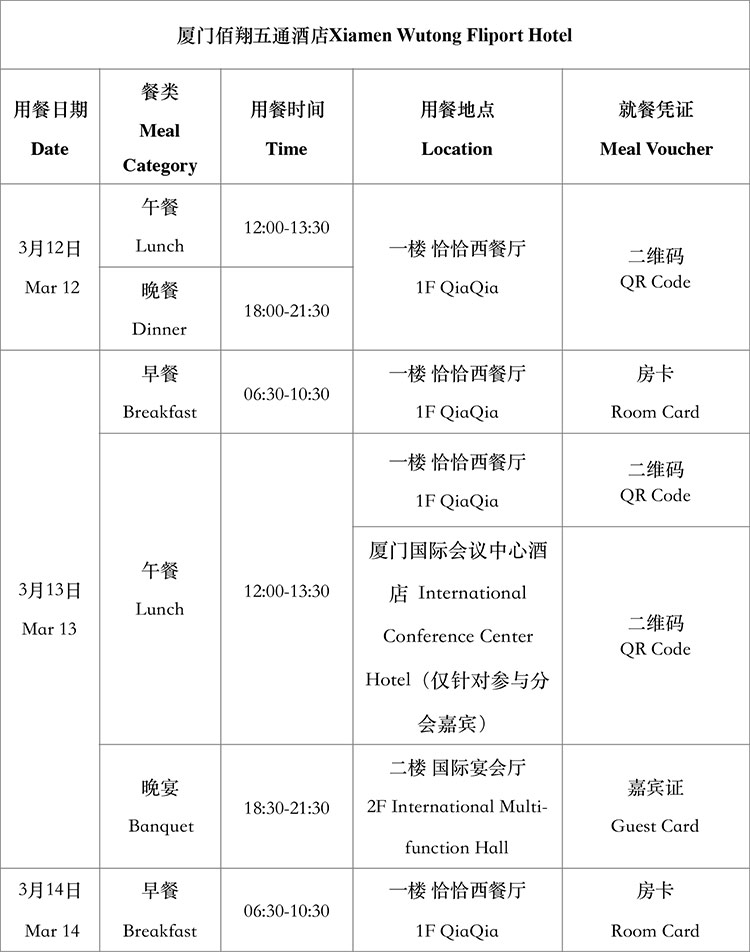 厦门佰翔五通酒店Xiamen Wutong Fliport Hotel
用餐日期
Date
餐类
Meal
Category
用餐时间
Time
用餐地点
Location
就餐凭证
Meal Voucher
3月12日
Mar 12
午餐
Lunch
12:00-13:30
一楼 恰恰西餐厅
1F QiaQia
二维码
QR Code
晚餐
Dinner
18:00-21:30
3月13日
Mar 13
早餐
Breakfast
06:30-10:30
一楼 恰恰西餐厅
1F QiaQia
房卡
Room Card
午餐
Lunch
12:00-13:30
一楼 恰恰西餐厅
1F QiaQia
二维码
QR Code
厦门国际会议中心酒
店 International
Conference Center
Hotel（仅针对参与分
会嘉宾）
二维码
QR Code
晚宴
Banquet
18:30-21:30
二楼 国际宴会厅
2F International Multi-
function Hall
嘉宾证
Guest Card
3月14日
Mar 14
早餐
Breakfast
06:30-10:30
一楼 恰恰西餐厅
1F QiaQia
房卡
Room Card